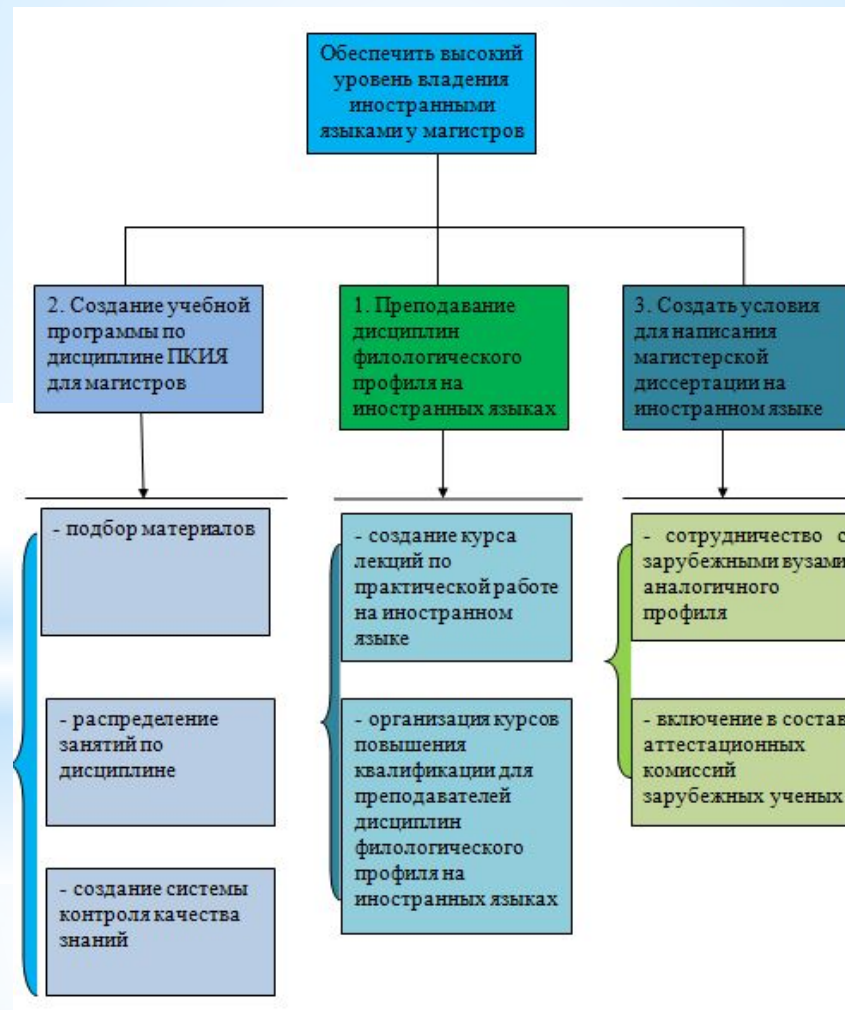 Обеспечить высокий
уровень владения
иностранными
языками у магистров
2. Создание учебной
программы по
дисциплине ПКИЯ
для магистров
1. Преподавание
дисциплин
филологического
профиля на
иностранных языках
3. Создать условия
для написания
магистерской
диссертации на
иностранном языке
- подбор материалов
- распределение
занятий по
дисциплине
- создание системы
контроля качества
знаний
- создание курса
лекций по
практической работе
на иностранном
языке
- организация курсов
повышения
квалификации для
преподавателей
дисциплин
филологического
профиля на
иностранных языках
- сотрудничество с
зарубежными вузами
аналогичного
профиля
- включение в состав
аттестационных
комиссий
зарубежных ученых